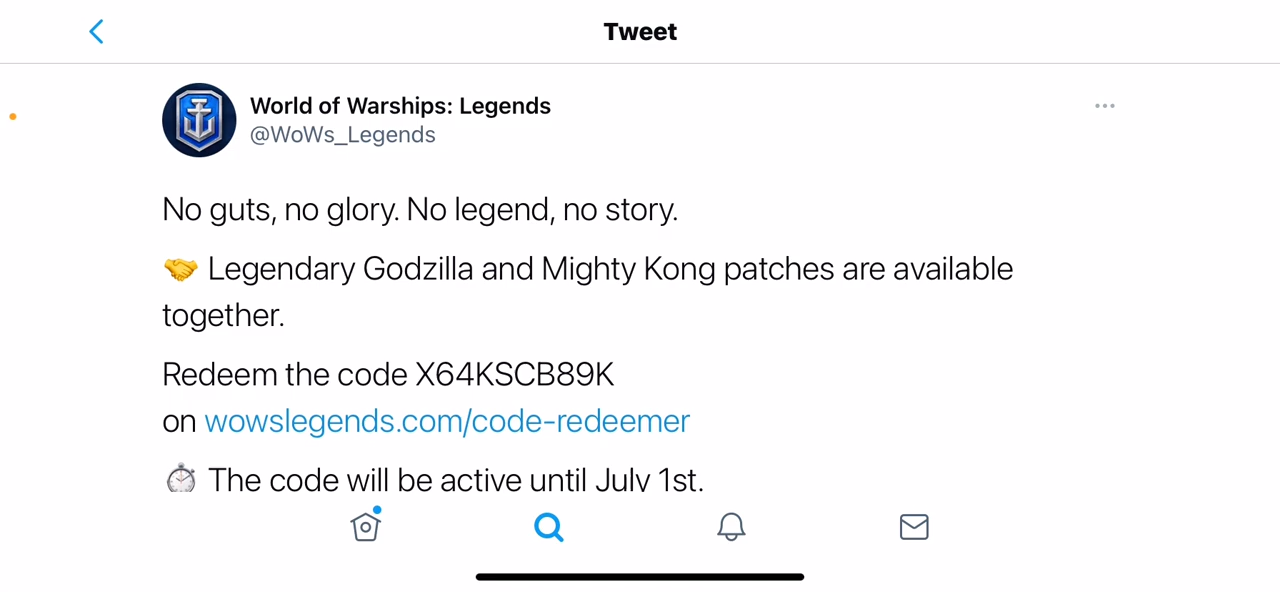 Tweet
World of Warships: Legends
@WoWs_Legends
No guts, no glory. No legend, no story.
🤝 Legendary Godzilla and Mighty Kong patches are available
together.
Redeem the code X64KSCB89K
on wowslegends.com/code-redeemer
⏱ The code will be active until July 1st.